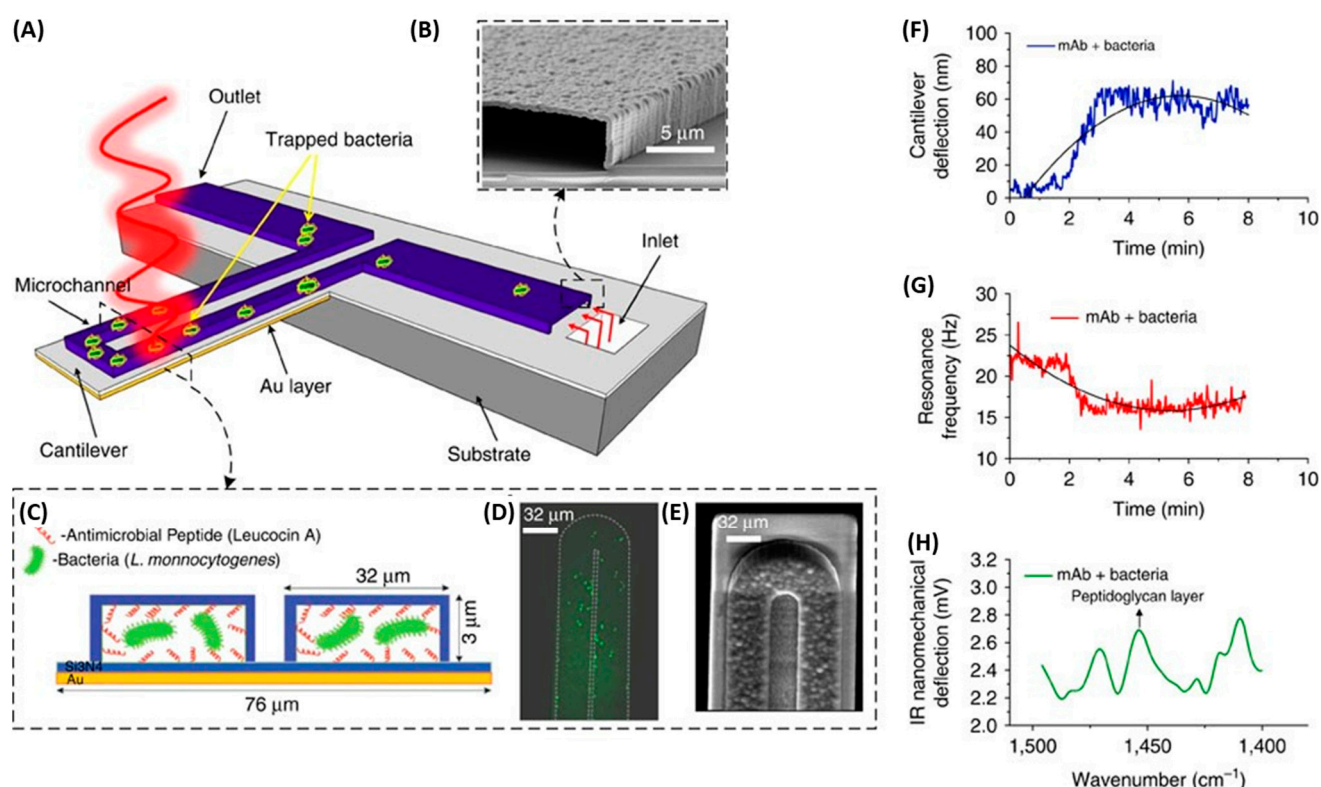 (A)
Outlet
Trapped bacteria
Microchannel
Inlet
Au layer
Cantilever
Substrate
(B)
5 µm
(C)
-Antimicrobial Peptide (Leucocin A)
-Bacteria (L. monnocytogenes)
32 µm
3 µm
Si3N4
Au
76 µm
(D)
32 µm
(E)
32 µm
(F)
mAb + bacteria
Cantilever
deflection (nm)
100
80
60
40
20
0
0 2 4 6 8 10
Time (min)
(G)
mAb + bacteria
Resonance
frequency (Hz)
30
25
20
15
10
0 2 4 6 8 10
Time (min)
(H)
mAb + bacteria
Peptidoglycan layer
IR nanomechanical
deflection (mV)
3.2
3.0
2.8
2.6
2.4
2.2
2.0
1,500 1,450 1,400
Wavenumber (cm⁻¹)